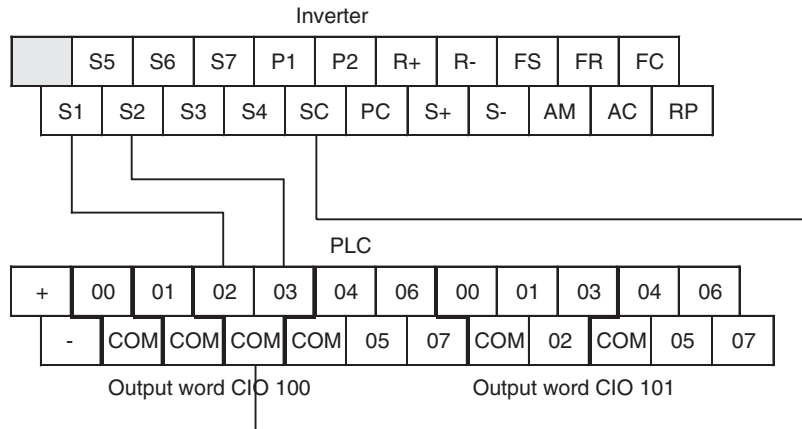 Inverter
S5 S6 S7 P1 P2 R+ R- FS FR FC
S1 S2 S3 S4 SC PC S+ S- AM AC RP
PLC
+ 00 01 02 03 04 06 00 01 03 04 06
- COM COM COM COM 05 07 COM 02 COM 05 07
Output word CIO 100 Output word CIO 101